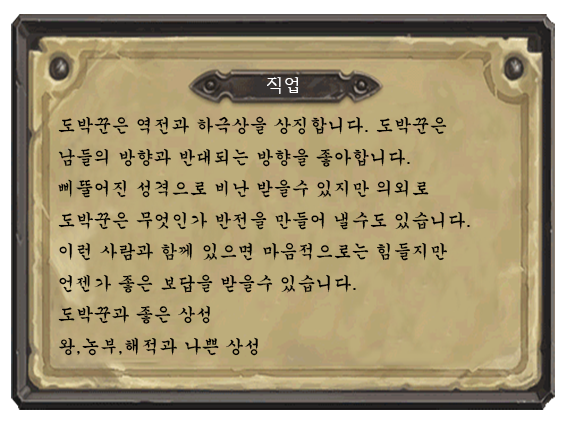 직업
도박꾼은 역전과 하극상을 상징합니다. 도박꾼은
남들의 방향과 반대되는 방향을 좋아합니다.
삐뚤어진 성격으로 비난 받을수 있지만 의외로
도박꾼은 무엇인가 반전을 만들어 낼수도 있습니다.
이런 사람과 함께 있으면 마음적으로는 힘들지만
언젠가 좋은 보답을 받을수 있습니다.
도박꾼과 좋은 상성
왕,농부,해적과 나쁜 상성